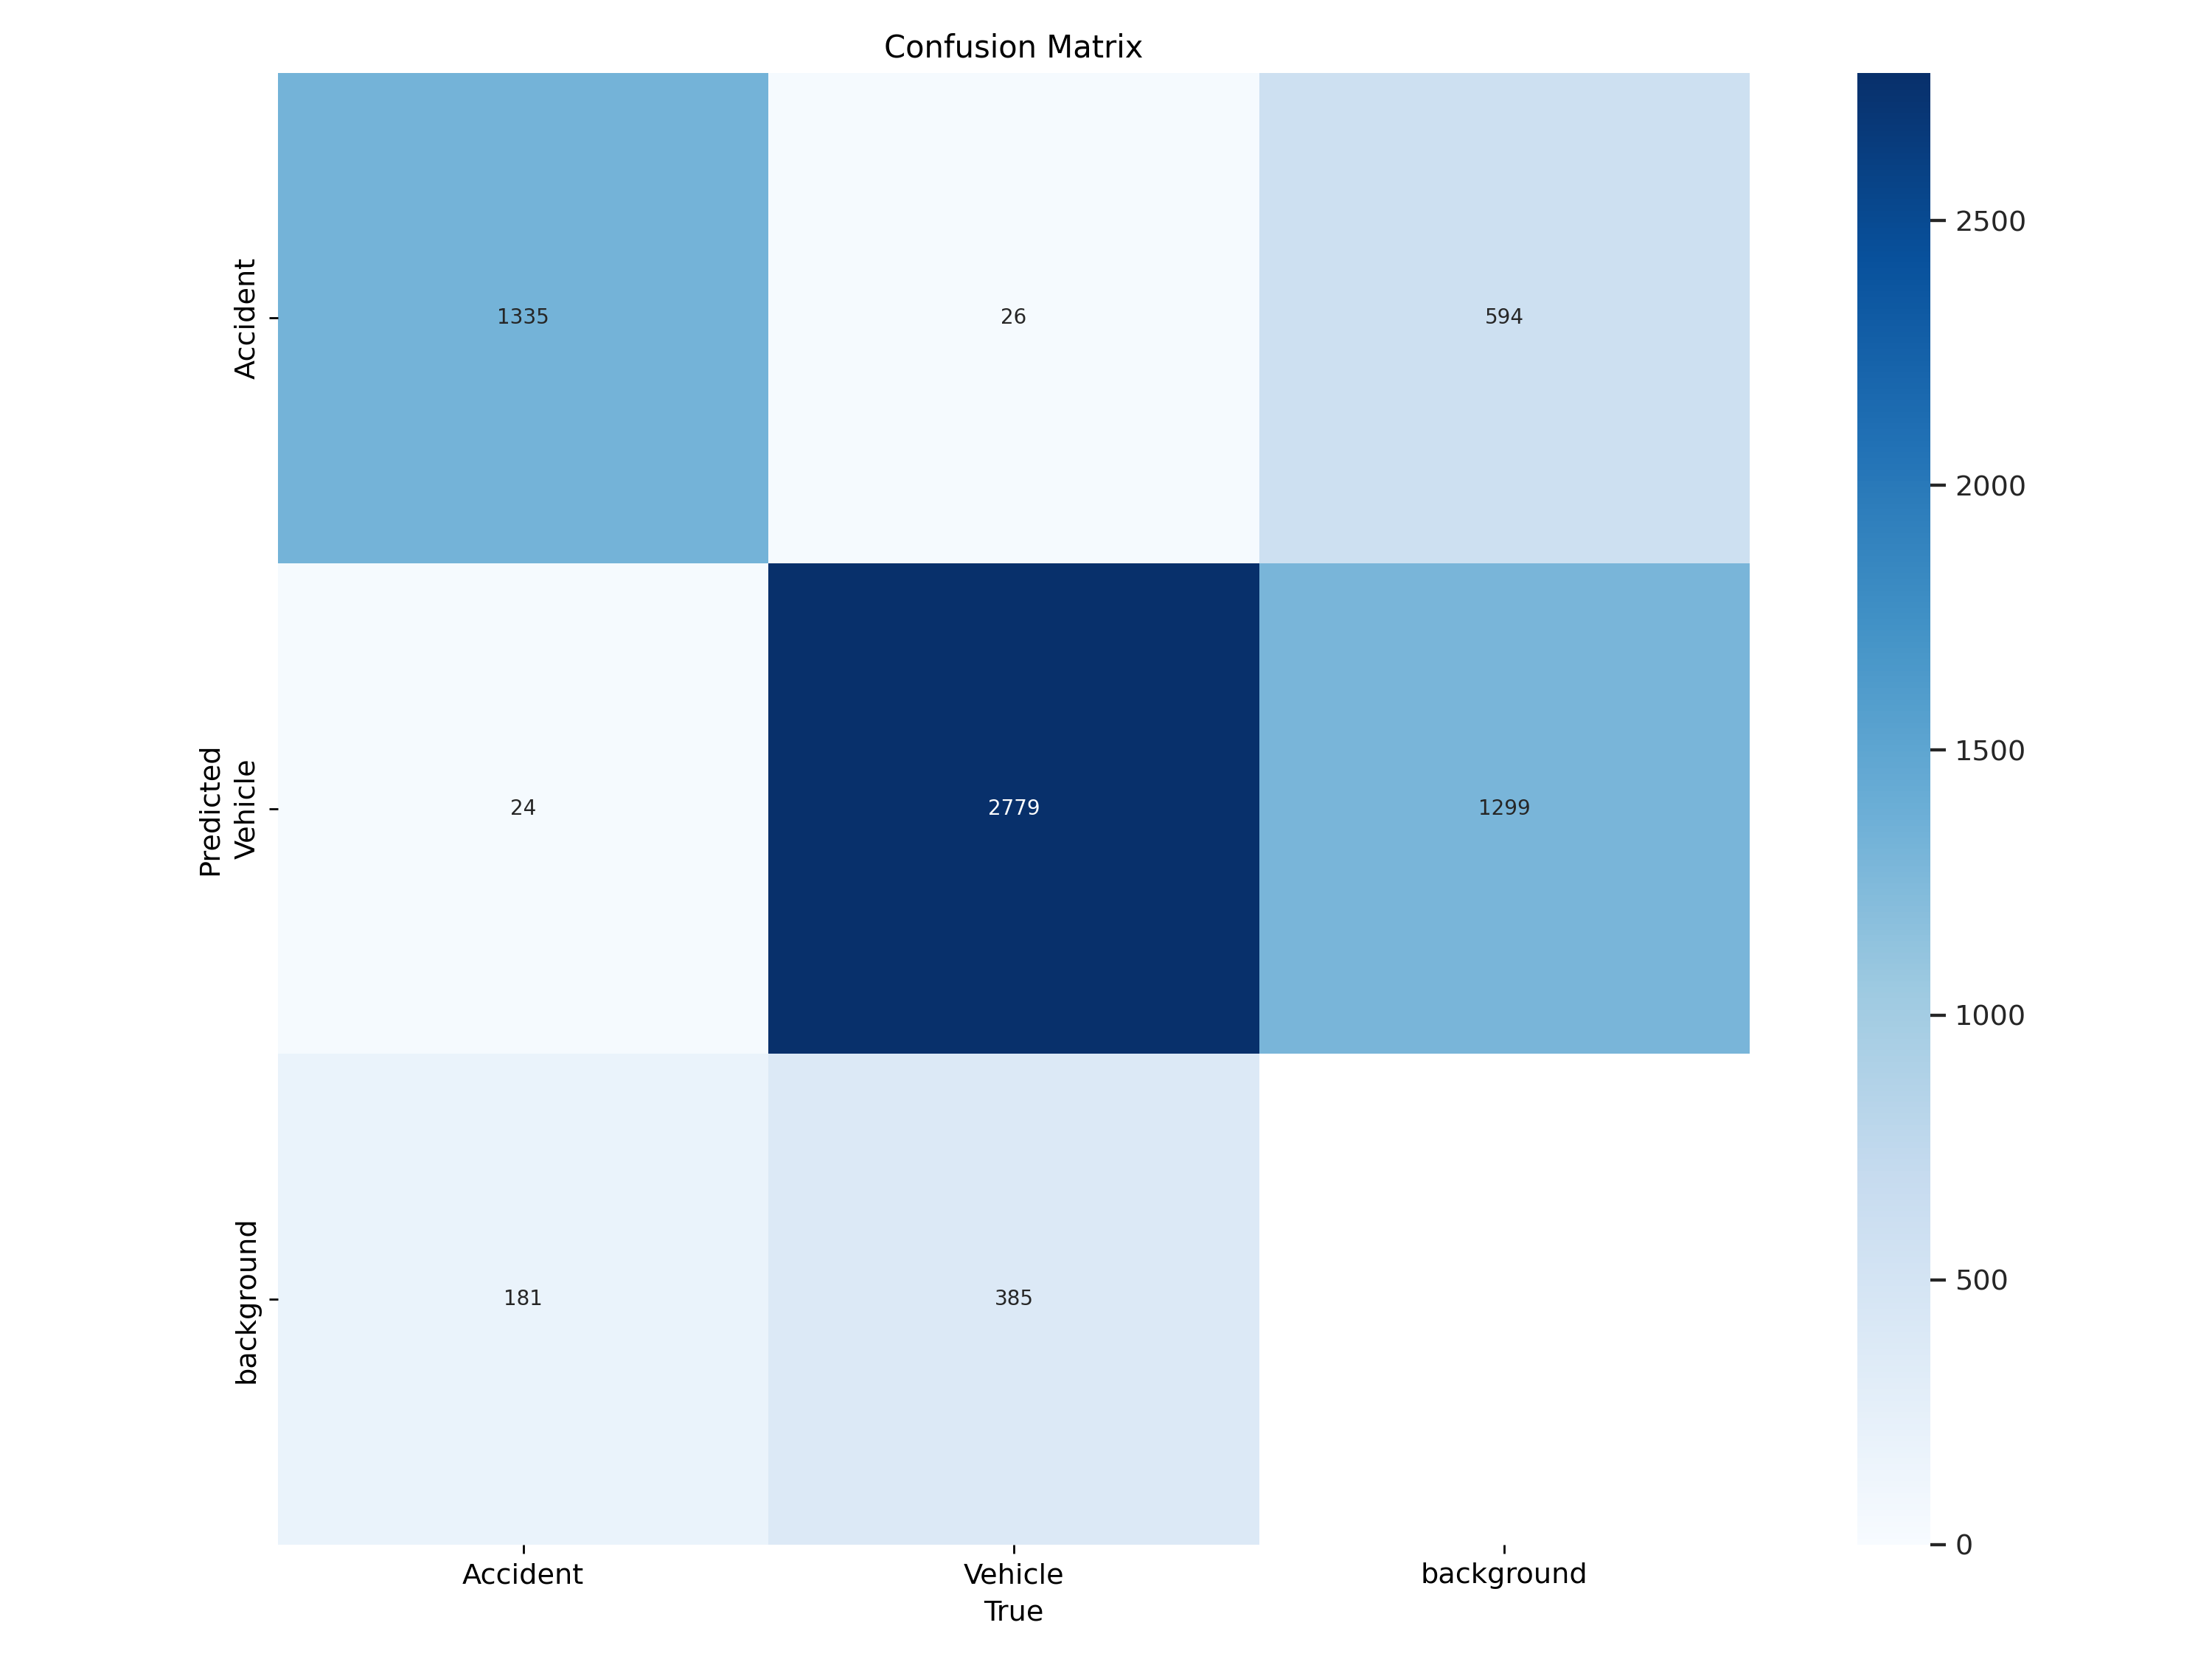 Confusion Matrix
Accident
1335
26
594
Predicted
Vehicle
24
2779
1299
background
181
385
Accident
Vehicle
background
True
2500
2000
1500
1000
500
0